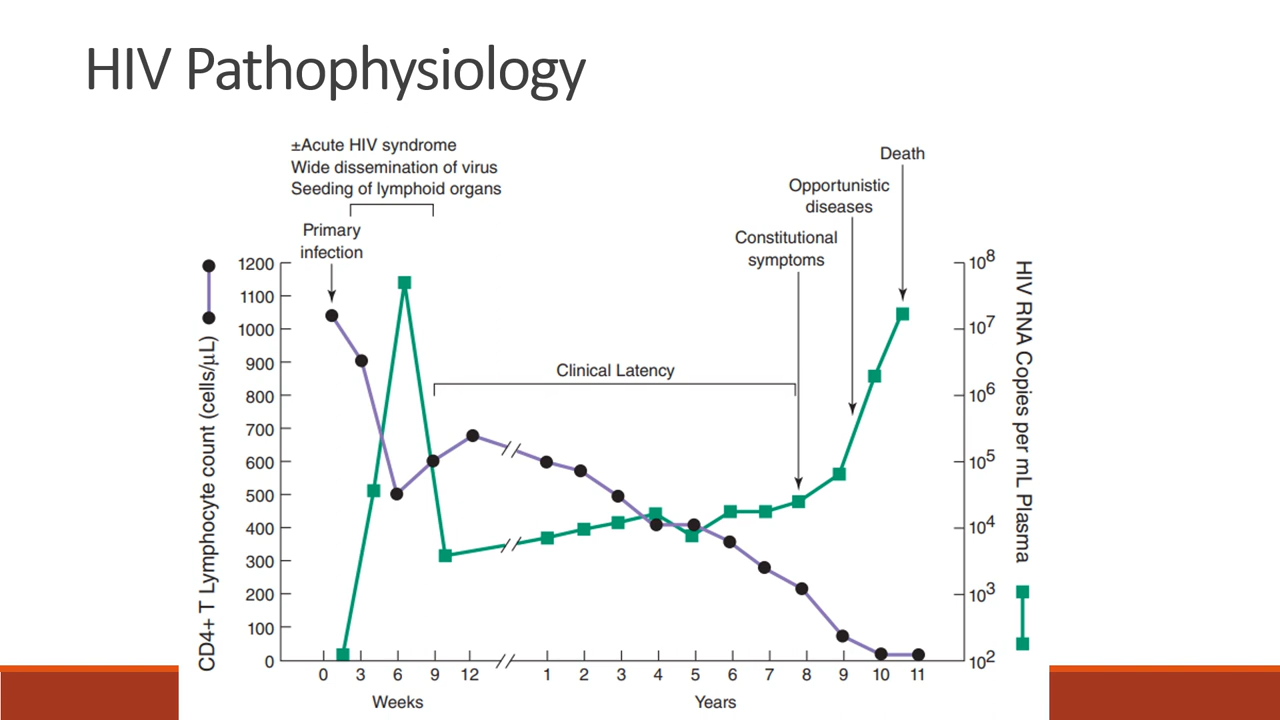 HIV Pathophysiology
±Acute HIV syndrome
Wide dissemination of virus
Seeding of lymphoid organs
Primary
infection
Death
Opportunistic
diseases
Constitutional
symptoms
Clinical Latency
CD4+ T Lymphocyte count (cells/μL)
1200
1100
1000
900
800
700
600
500
400
300
200
100
0
10⁸
10⁷
10⁶
10⁵
10⁴
10³
10²
HIV RNA Copies per mL Plasma
0 3 6 9 12 1 2 3 4 5 6 7 8 9 10 11
Weeks Years